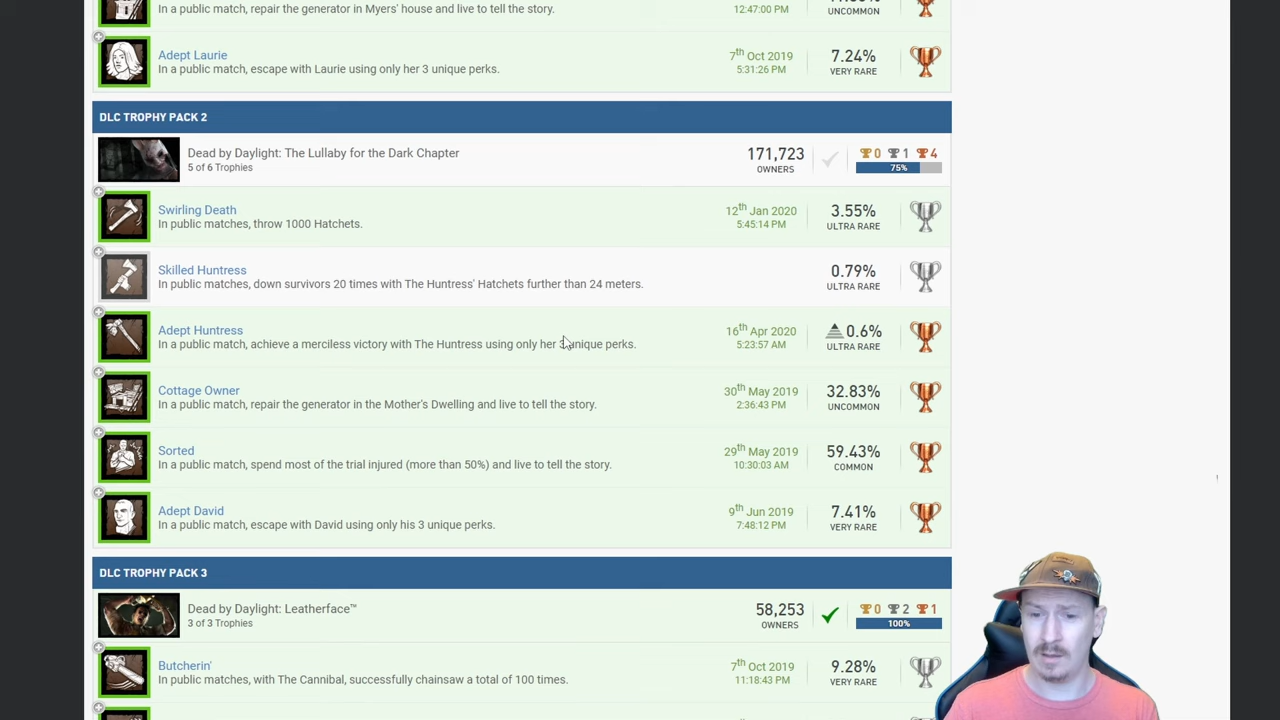 In a public match, repair the generator in Myers' house and live to tell the story.
12:47:00 PM
UNCOMMON
Adept Laurie
In a public match, escape with Laurie using only her 3 unique perks.
7th Oct 2019
5:31:26 PM
7.24%
VERY RARE
DLC TROPHY PACK 2
Dead by Daylight: The Lullaby for the Dark Chapter
5 of 6 Trophies
171,723
OWNERS
0 1 4
75%
Swirling Death
In public matches, throw 1000 Hatchets.
12th Jan 2020
5:45:14 PM
3.55%
ULTRA RARE
Skilled Huntress
In public matches, down survivors 20 times with The Huntress' Hatchets further than 24 meters.
0.79%
ULTRA RARE
Adept Huntress
In a public match, achieve a merciless victory with The Huntress using only her 3 unique perks.
16th Apr 2020
5:23:57 AM
0.6%
ULTRA RARE
Cottage Owner
In a public match, repair the generator in the Mother's Dwelling and live to tell the story.
30th May 2019
2:36:43 PM
32.83%
UNCOMMON
Sorted
In a public match, spend most of the trial injured (more than 50%) and live to tell the story.
29th May 2019
10:30:03 AM
59.43%
COMMON
Adept David
In a public match, escape with David using only his 3 unique perks.
9th Jun 2019
7:48:12 PM
7.41%
VERY RARE
DLC TROPHY PACK 3
Dead by Daylight: Leatherface™
3 of 3 Trophies
58,253
OWNERS
0 2 1
100%
Butcherin'
In public matches, with The Cannibal, successfully chainsaw a total of 100 times.
7th Oct 2019
11:18:43 PM
9.28%
VERY RARE